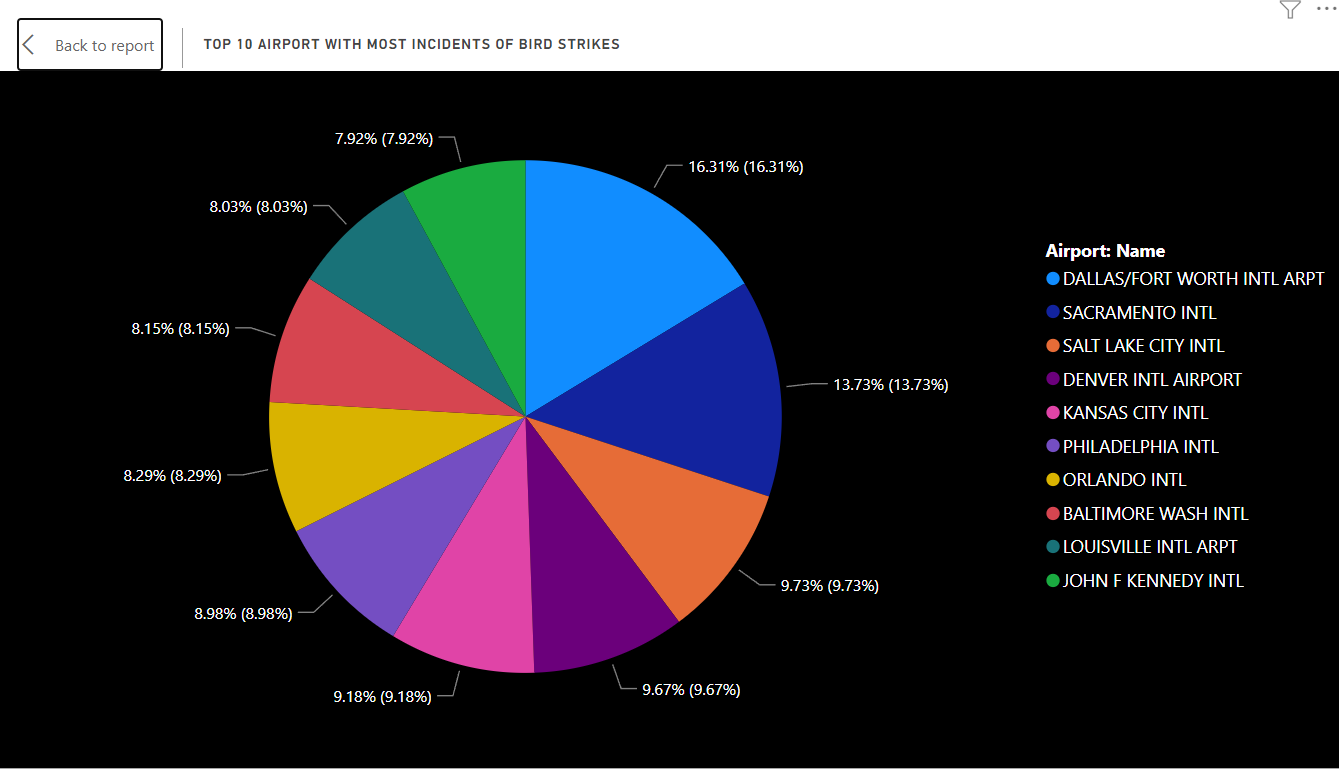 Back to report
TOP 10 AIRPORT WITH MOST INCIDENTS OF BIRD STRIKES
7.92% (7.92%)
16.31% (16.31%)
8.03% (8.03%)
8.15% (8.15%)
13.73% (13.73%)
8.29% (8.29%)
9.73% (9.73%)
8.98% (8.98%)
9.18% (9.18%)
9.67% (9.67%)
Airport: Name
DALLAS/FORT WORTH INTL ARPT
SACRAMENTO INTL
SALT LAKE CITY INTL
DENVER INTL AIRPORT
KANSAS CITY INTL
PHILADELPHIA INTL
ORLANDO INTL
BALTIMORE WASH INTL
LOUISVILLE INTL ARPT
JOHN F KENNEDY INTL